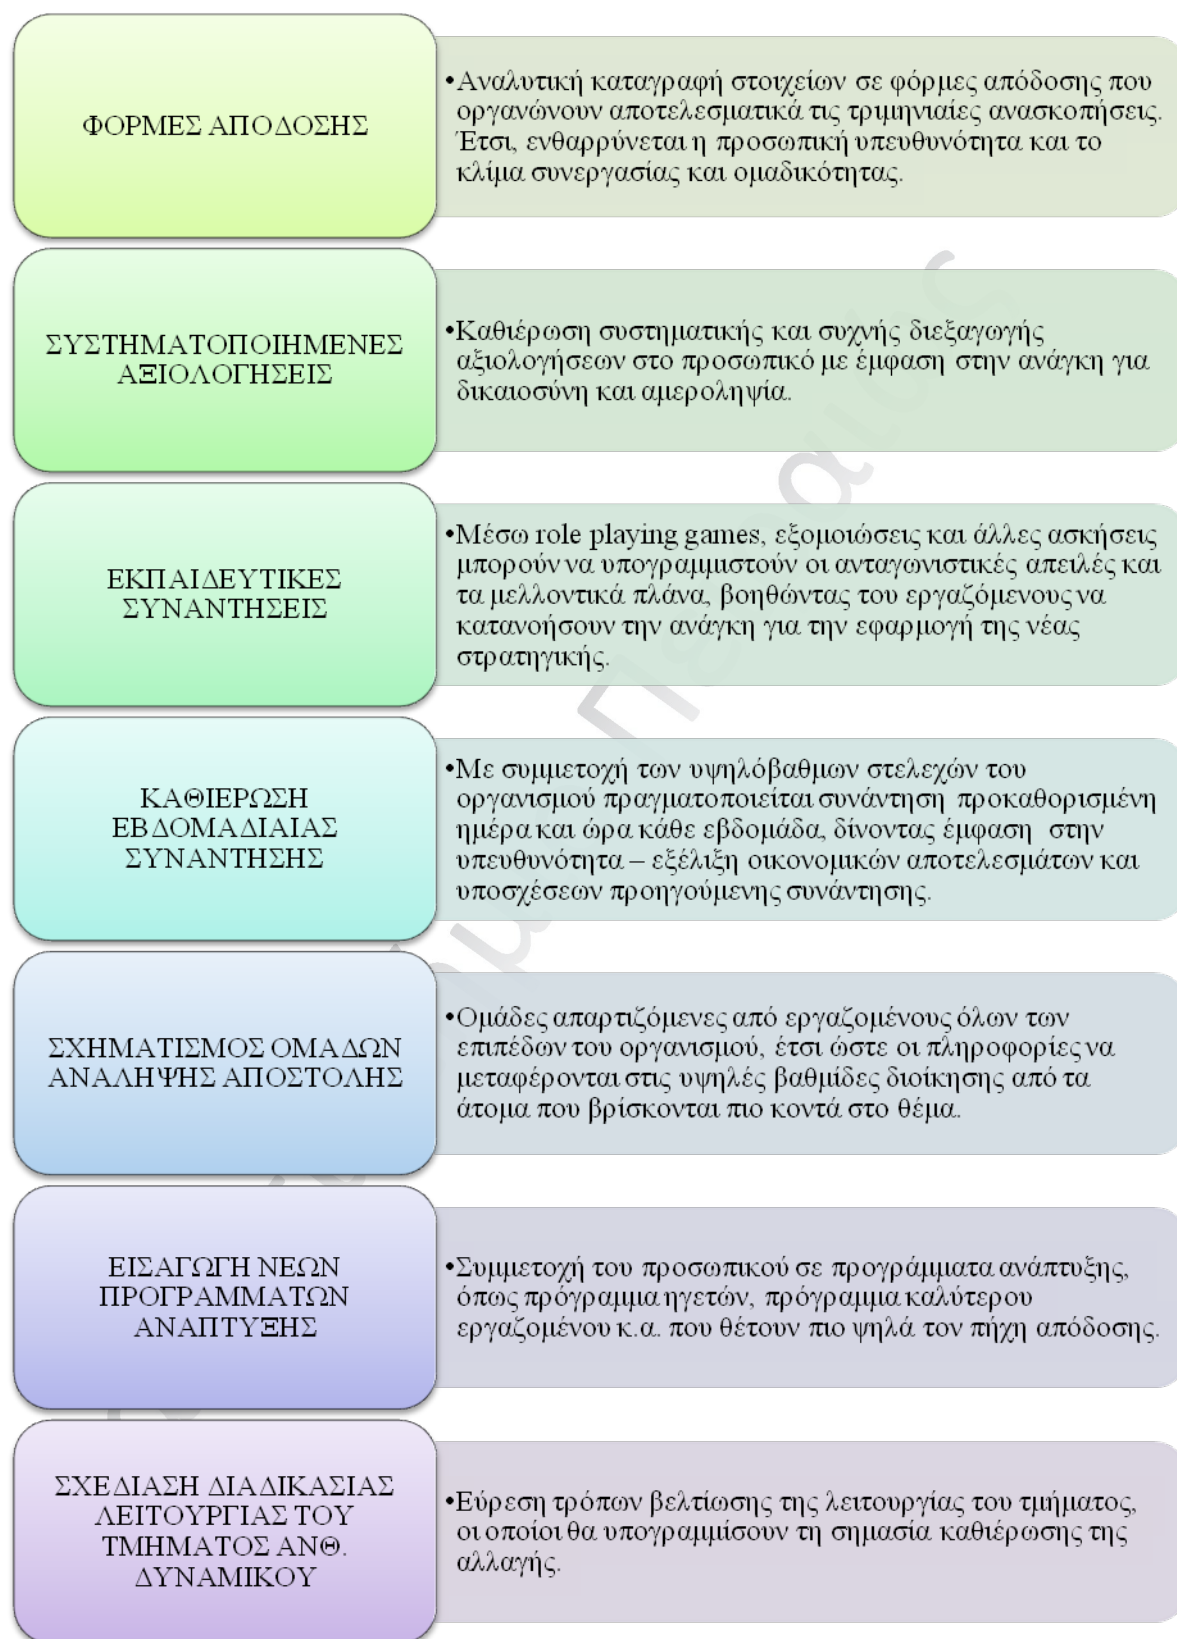 ΦΟΡΜΕΣ ΑΠΟΔΟΣΗΣ
•Αναλυτική καταγραφή στοιχείων σε φόρμες απόδοσης που
οργανώνουν αποτελεσματικά τις τριμηνιαίες ανασκοπήσεις.
Έτσι, ενθαρρύνεται η προσωπική υπευθυνότητα και το
κλίμα συνεργασίας και ομαδικότητας.
ΣΥΣΤΗΜΑΤΟΠΟΙΗΜΕΝΕΣ
ΑΞΙΟΛΟΓΗΣΕΙΣ
•Καθιέρωση συστηματικής και συχνής διεξαγωγής
αξιολογήσεων στο προσωπικό με έμφαση στην ανάγκη για
δικαιοσύνη και αμεροληψία.
ΕΚΠΑΙΔΕΥΤΙΚΕΣ
ΣΥΝΑΝΤΗΣΕΙΣ
•Μέσω role playing games, εξομοιώσεις και άλλες ασκήσεις
μπορούν να υπογραμμιστούν οι ανταγωνιστικές απειλές και
τα μελλοντικά πλάνα, βοηθώντας του εργαζόμενους να
κατανοήσουν την ανάγκη για την εφαρμογή της νέας
στρατηγικής.
ΚΑΘΙΕΡΩΣΗ
ΕΒΔΟΜΑΔΙΑΙΑΣ
ΣΥΝΑΝΤΗΣΗΣ
•Με συμμετοχή των υψηλόβαθμων στελεχών του
οργανισμού πραγματοποιείται συνάντηση προκαθορισμένη
ημέρα και ώρα κάθε εβδομάδα, δίνοντας έμφαση στην
υπευθυνότητα – εξέλιξη οικονομικών αποτελεσμάτων και
υποσχέσεων προηγούμενης συνάντησης.
ΣΧΗΜΑΤΙΣΜΟΣ ΟΜΑΔΩΝ
ΑΝΑΛΗΨΗΣ ΑΠΟΣΤΟΛΗΣ
•Ομάδες απαρτιζόμενες από εργαζομένους όλων των
επιπέδων του οργανισμού, έτσι ώστε οι πληροφορίες να
μεταφέρονται στις υψηλές βαθμίδες διοίκησης από τα
άτομα που βρίσκονται πιο κοντά στο θέμα.
ΕΙΣΑΓΩΓΗ ΝΕΩΝ
ΠΡΟΓΡΑΜΜΑΤΩΝ
ΑΝΑΠΤΥΞΗΣ
•Συμμετοχή του προσωπικού σε προγράμματα ανάπτυξης,
όπως πρόγραμμα ηγετών, πρόγραμμα καλύτερου
εργαζομένου κ.α. που θέτουν πιο ψηλά τον πήχη απόδοσης.
ΣΧΕΔΙΑΣΗ ΔΙΑΔΙΚΑΣΙΑΣ
ΛΕΙΤΟΥΡΓΙΑΣ ΤΟΥ
ΤΜΗΜΑΤΟΣ ΑΝΘ.
ΔΥΝΑΜΙΚΟΥ
•Εύρεση τρόπων βελτίωσης της λειτουργίας του τμήματος,
οι οποίοι θα υπογραμμίσουν τη σημασία καθιέρωσης της
αλλαγής.